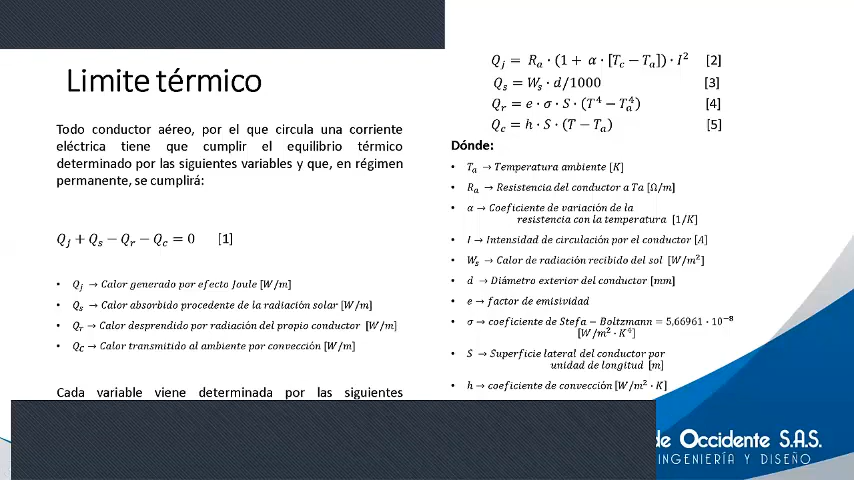 Limite térmico
Todo conductor aéreo, por el que circula una corriente
eléctrica tiene que cumplir el equilibrio térmico
determinado por las siguientes variables y que, en régimen
permanente, se cumplirá:
Q_j + Q_s − Q_r − Q_c = 0 [1]
• Q_j → Calor generado por efecto Joule [W/m]
• Q_s → Calor absorbido procedente de la radiación solar [W/m]
• Q_r → Calor desprendido por radiación del propio conductor [W/m]
• Q_C → Calor transmitido al ambiente por convección [W/m]
Cada variable viene determinada por las siguientes
Q_j = R_a · (1 + α · [T_c − T_a]) · I² [2]
Q_s = W_s · d/1000 [3]
Q_r = e · σ · S · (T⁴ − T_a⁴) [4]
Q_c = h · S · (T − T_a) [5]
Dónde:
• T_a → Temperatura ambiente [K]
• R_a → Resistencia del conductor a Ta [Ω/m]
• α → Coeficiente de variación de la
resistencia con la temperatura [1/K]
• I → Intensidad de circulación por el conductor [A]
• W_s → Calor de radiación recibido del sol [W/m²]
• d → Diámetro exterior del conductor [mm]
• e → factor de emisividad
• σ → coeficiente de Stefa − Boltzmann = 5,66961 · 10⁻⁸
[W/m² · K⁴]
• S → Superficie lateral del conductor por
unidad de longitud [m]
• h → coeficiente de convección [W/m² · K]
de Occidente S.A.S.
INGENIERÍA Y DISEÑO